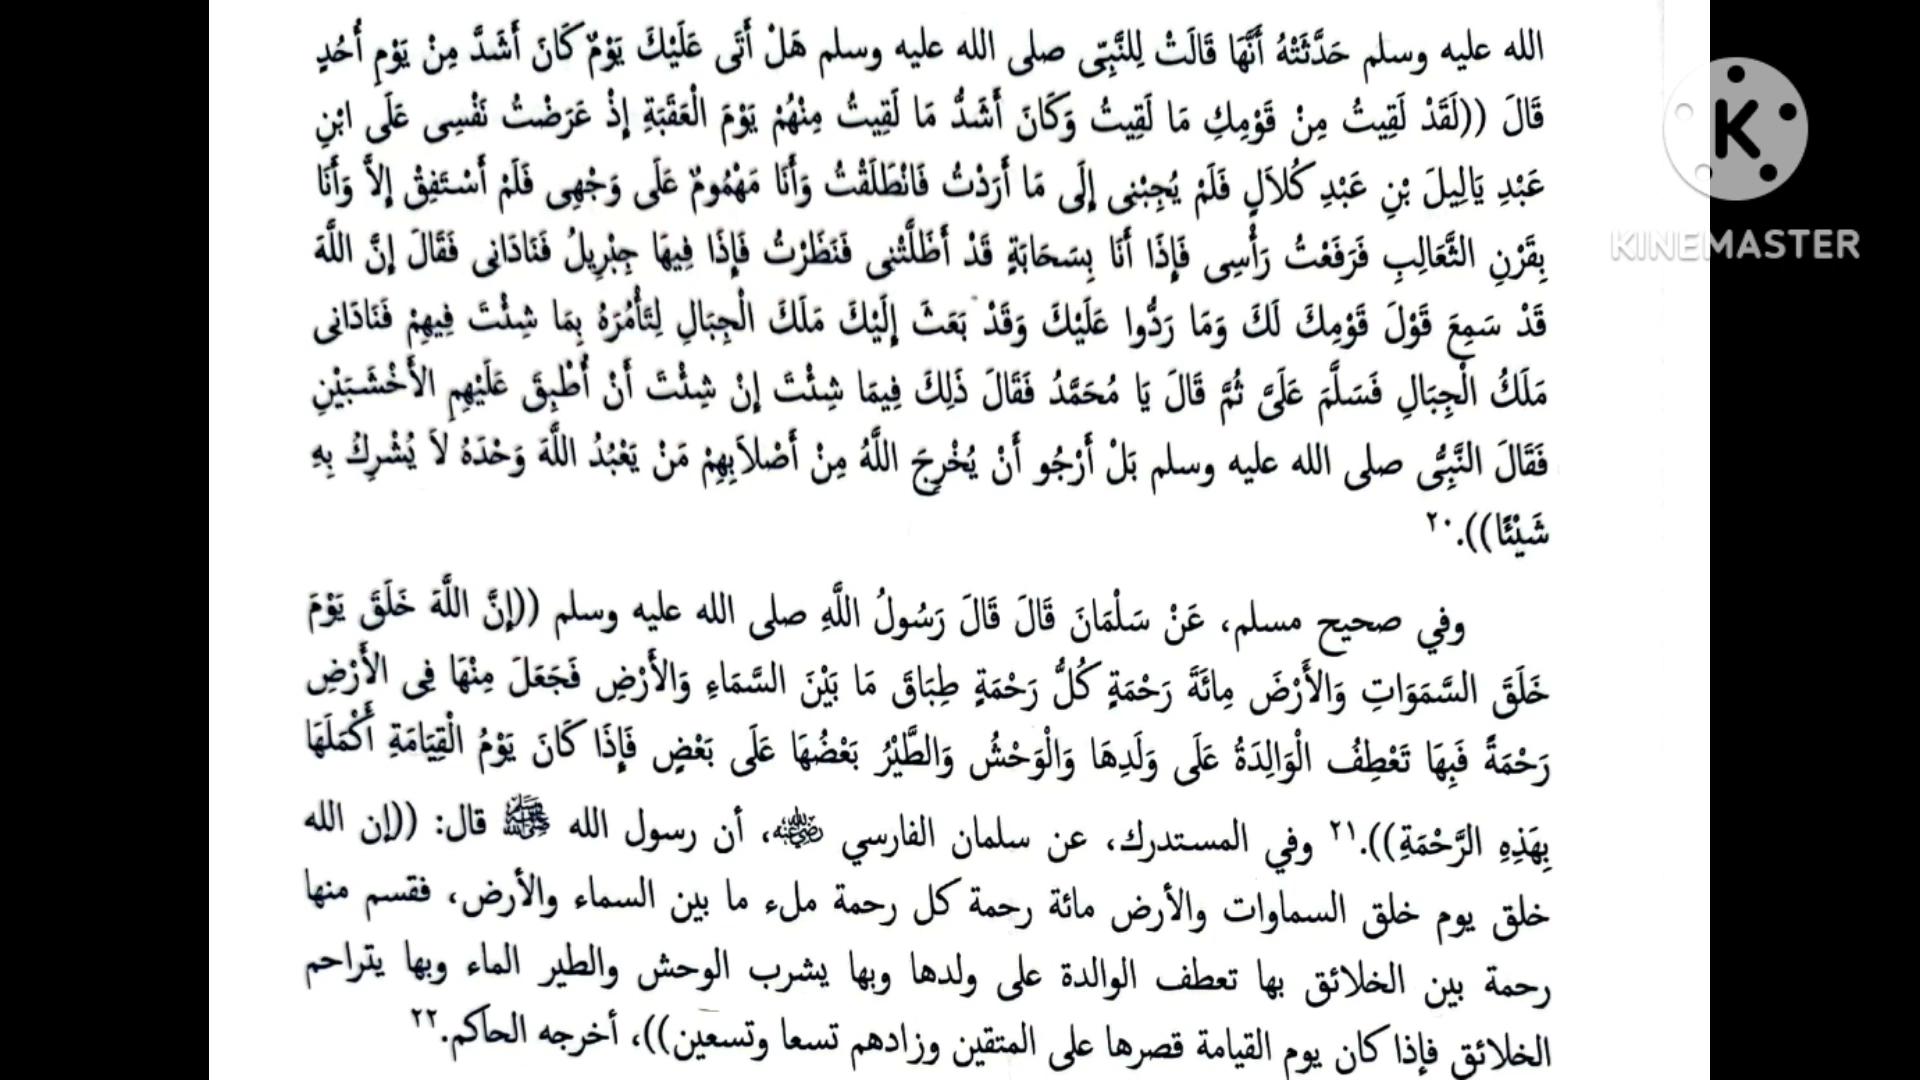 الله عليه وسلم حَدَّثَتْهُ أَنَّهَا قَالَتْ لِلنَّبِيِّ صلى الله عليه وسلم هَلْ أَتَى عَلَيْكَ يَوْمٌ كَانَ أَشَدَّ مِنْ يَوْمِ أُحُدٍ
قَالَ ((لَقَدْ لَقِيتُ مِنْ قَوْمِكِ مَا لَقِيتُ وَكَانَ أَشَدُّ مَا لَقِيتُ مِنْهُمْ يَوْمَ الْعَقَبَةِ إِذْ عَرَضْتُ نَفْسِى عَلَى ابْنِ
عَبْدِ يَالِيلَ بْنِ عَبْدِ كُلاَلٍ فَلَمْ يُجِبْنِى إِلَى مَا أَرَدْتُ فَانْطَلَقْتُ وَأَنَا مَهْمُومٌ عَلَى وَجْهِى فَلَمْ أَسْتَفِقْ إِلاَّ وَأَنَا
بِقَرْنِ الثَّعَالِبِ فَرَفَعْتُ رَأْسِى فَإِذَا أَنَا بِسَحَابَةٍ قَدْ أَظَلَّتْنِى فَنَظَرْتُ فَإِذَا فِيهَا جِبْرِيلُ فَنَادَانِى فَقَالَ إِنَّ اللَّهَ
قَدْ سَمِعَ قَوْلَ قَوْمِكَ لَكَ وَمَا رَدُّوا عَلَيْكَ وَقَدْ بَعَثَ إِلَيْكَ مَلَكَ الْجِبَالِ لِتَأْمُرَهُ بِمَا شِئْتَ فِيهِمْ فَنَادَانِى
مَلَكُ الْجِبَالِ فَسَلَّمَ عَلَىَّ ثُمَّ قَالَ يَا مُحَمَّدُ فَقَالَ ذَلِكَ فِيمَا شِئْتَ إِنْ شِئْتَ أَنْ أُطْبِقَ عَلَيْهِمِ الأَخْشَبَيْنِ
فَقَالَ النَّبِىُّ صلى الله عليه وسلم بَلْ أَرْجُو أَنْ يُخْرِجَ اللَّهُ مِنْ أَصْلاَبِهِمْ مَنْ يَعْبُدُ اللَّهَ وَحْدَهُ لاَ يُشْرِكُ بِهِ
شَيْئًا)).٢٠
وفي صحيح مسلم، عَنْ سَلْمَانَ قَالَ قَالَ رَسُولُ اللَّهِ صلى الله عليه وسلم ((إِنَّ اللَّهَ خَلَقَ يَوْمَ
خَلَقَ السَّمَوَاتِ وَالأَرْضَ مِائَةَ رَحْمَةٍ كُلُّ رَحْمَةٍ طِبَاقَ مَا بَيْنَ السَّمَاءِ وَالأَرْضِ فَجَعَلَ مِنْهَا فِى الأَرْضِ
رَحْمَةً فَبِهَا تَعْطِفُ الْوَالِدَةُ عَلَى وَلَدِهَا وَالْوَحْشُ وَالطَّيْرُ بَعْضُهَا عَلَى بَعْضٍ فَإِذَا كَانَ يَوْمُ الْقِيَامَةِ أَكْمَلَهَا
بِهَذِهِ الرَّحْمَةِ)).٢١ وفي المستدرك، عن سلمان الفارسي رضي الله عنه، أن رسول الله ﷺ قال: ((إن الله
خلق يوم خلق السماوات والأرض مائة رحمة كل رحمة ملء ما بين السماء والأرض، فقسم منها
رحمة بين الخلائق بها تعطف الوالدة على ولدها وبها يشرب الوحش والطير الماء وبها يتراحم
الخلائق فإذا كان يوم القيامة قصرها على المتقين وزادهم تسعا وتسعين))، أخرجه الحاكم.٢٢
K
KINEMASTER